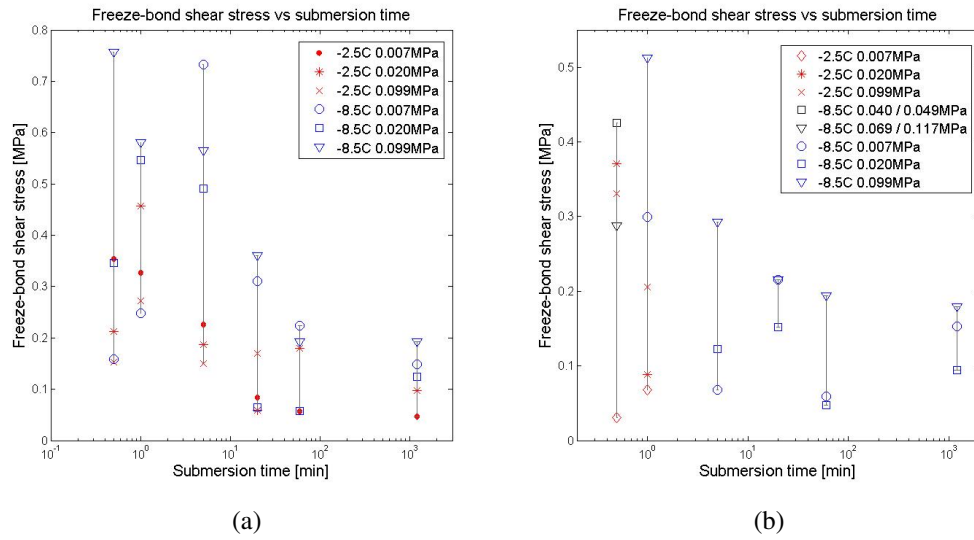 Freeze-bond shear stress vs submersion time
Freeze-bond shear stress [MPa]
0.8
0.7
0.6
0.5
0.4
0.3
0.2
0.1
0
-2.5C 0.007MPa
-2.5C 0.020MPa
-2.5C 0.099MPa
-8.5C 0.007MPa
-8.5C 0.020MPa
-8.5C 0.099MPa
10^-1 10^0 10^1 10^2 10^3
Submersion time [min]
(a)
Freeze-bond shear stress vs submersion time
Freeze-bond shear stress [MPa]
0.5
0.4
0.3
0.2
0.1
0
-2.5C 0.007MPa
-2.5C 0.020MPa
-2.5C 0.099MPa
-8.5C 0.040 / 0.049MPa
-8.5C 0.069 / 0.117MPa
-8.5C 0.007MPa
-8.5C 0.020MPa
-8.5C 0.099MPa
10^0 10^1 10^2 10^3
Submersion time [min]
(b)